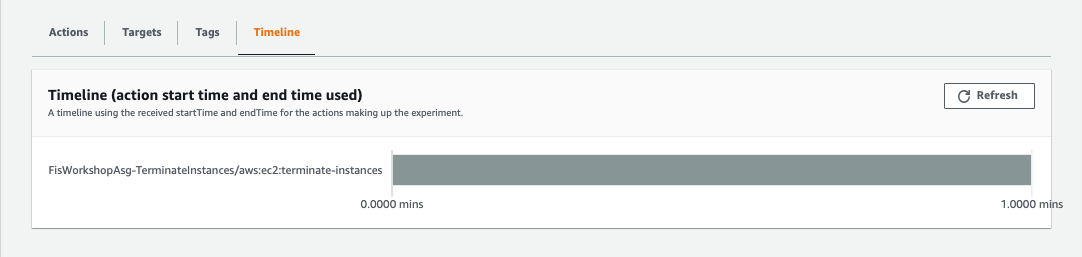 Actions
Targets
Tags
Timeline
Timeline (action start time and end time used)
A timeline using the received startTime and endTime for the actions making up the experiment.
Refresh
FisWorkshopAsg-TerminateInstances/aws:ec2:terminate-instances
0.0000 mins
1.0000 mins